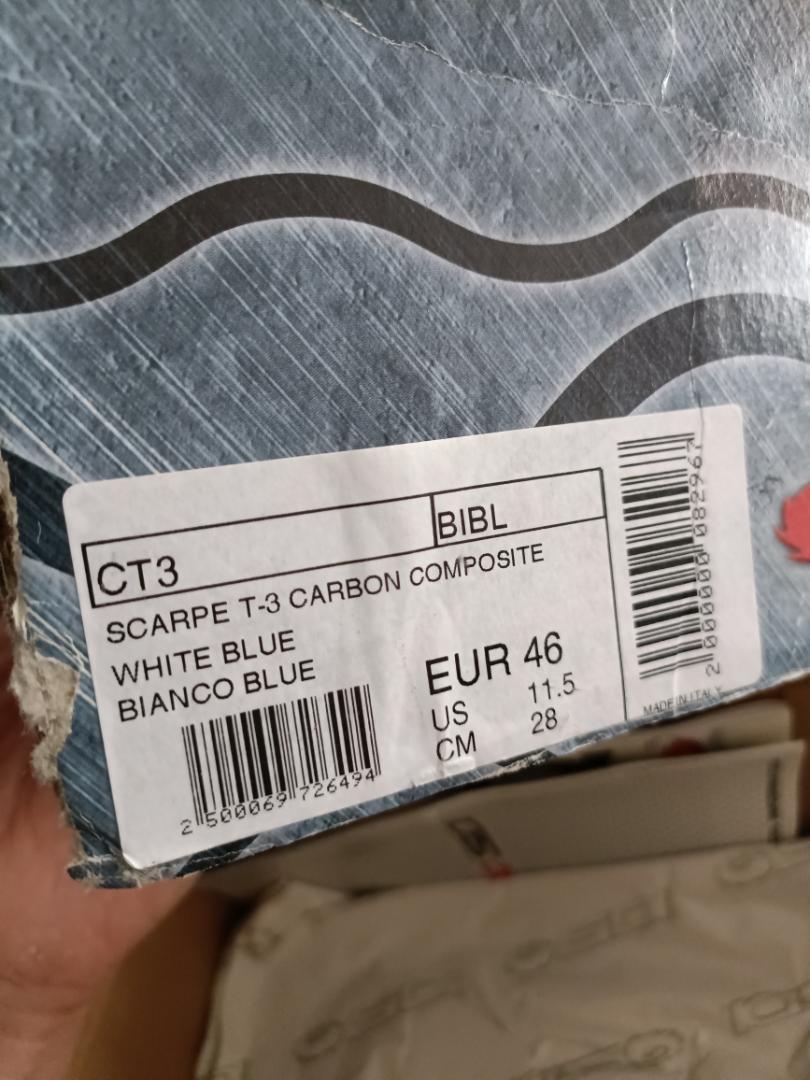 CT3
BIBL
SCARPE T-3 CARBON COMPOSITE
WHITE BLUE
BIANCO BLUE
EUR 46
US 11.5
CM 28
2 500069 726494
2 000000 082967
MADE IN ITALY